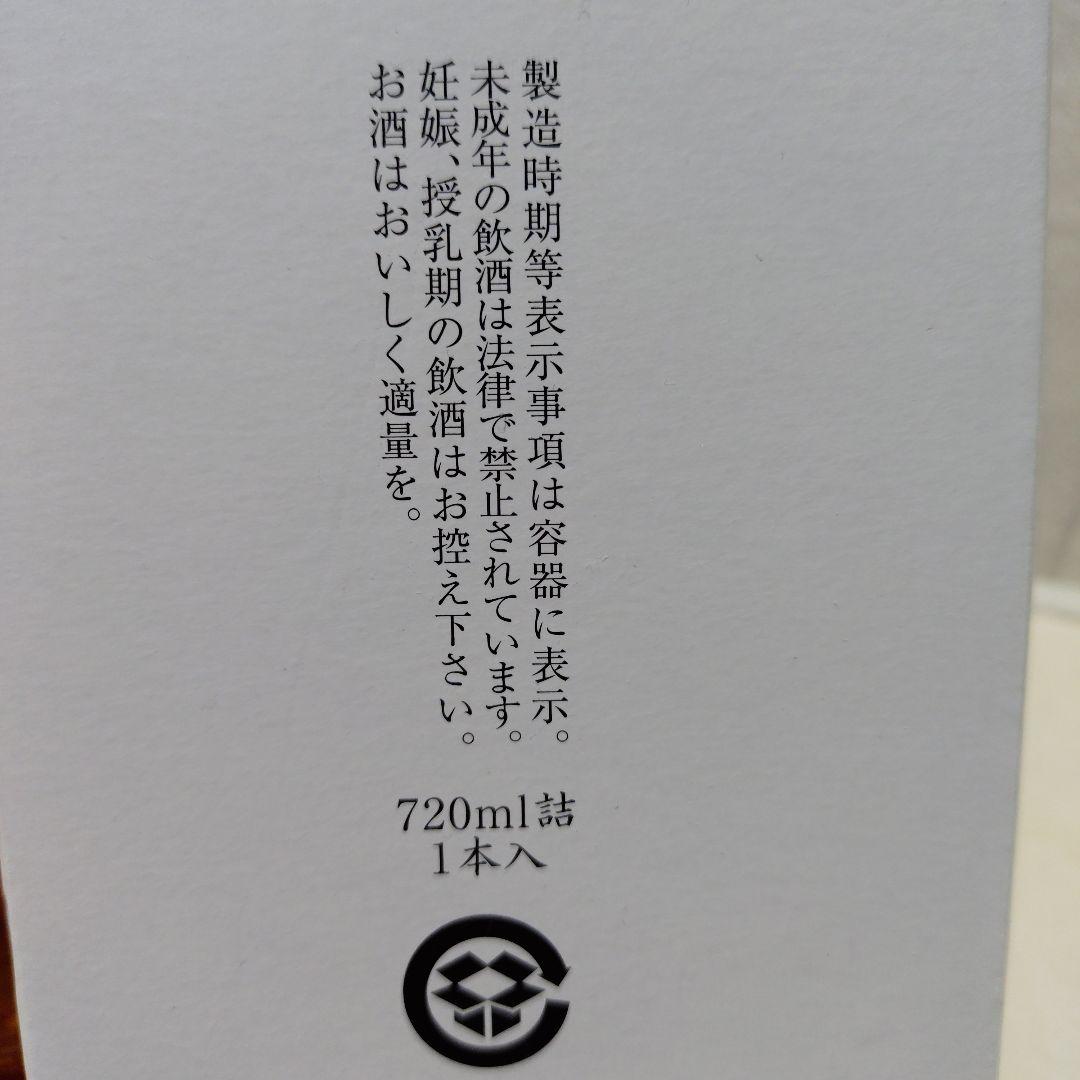 製造時期等表示事項は容器に表示。
未成年の飲酒は法律で禁止されています。
妊娠、授乳期の飲酒はお控え下さい。
お酒はおいしく適量を。
720ml詰
1本入